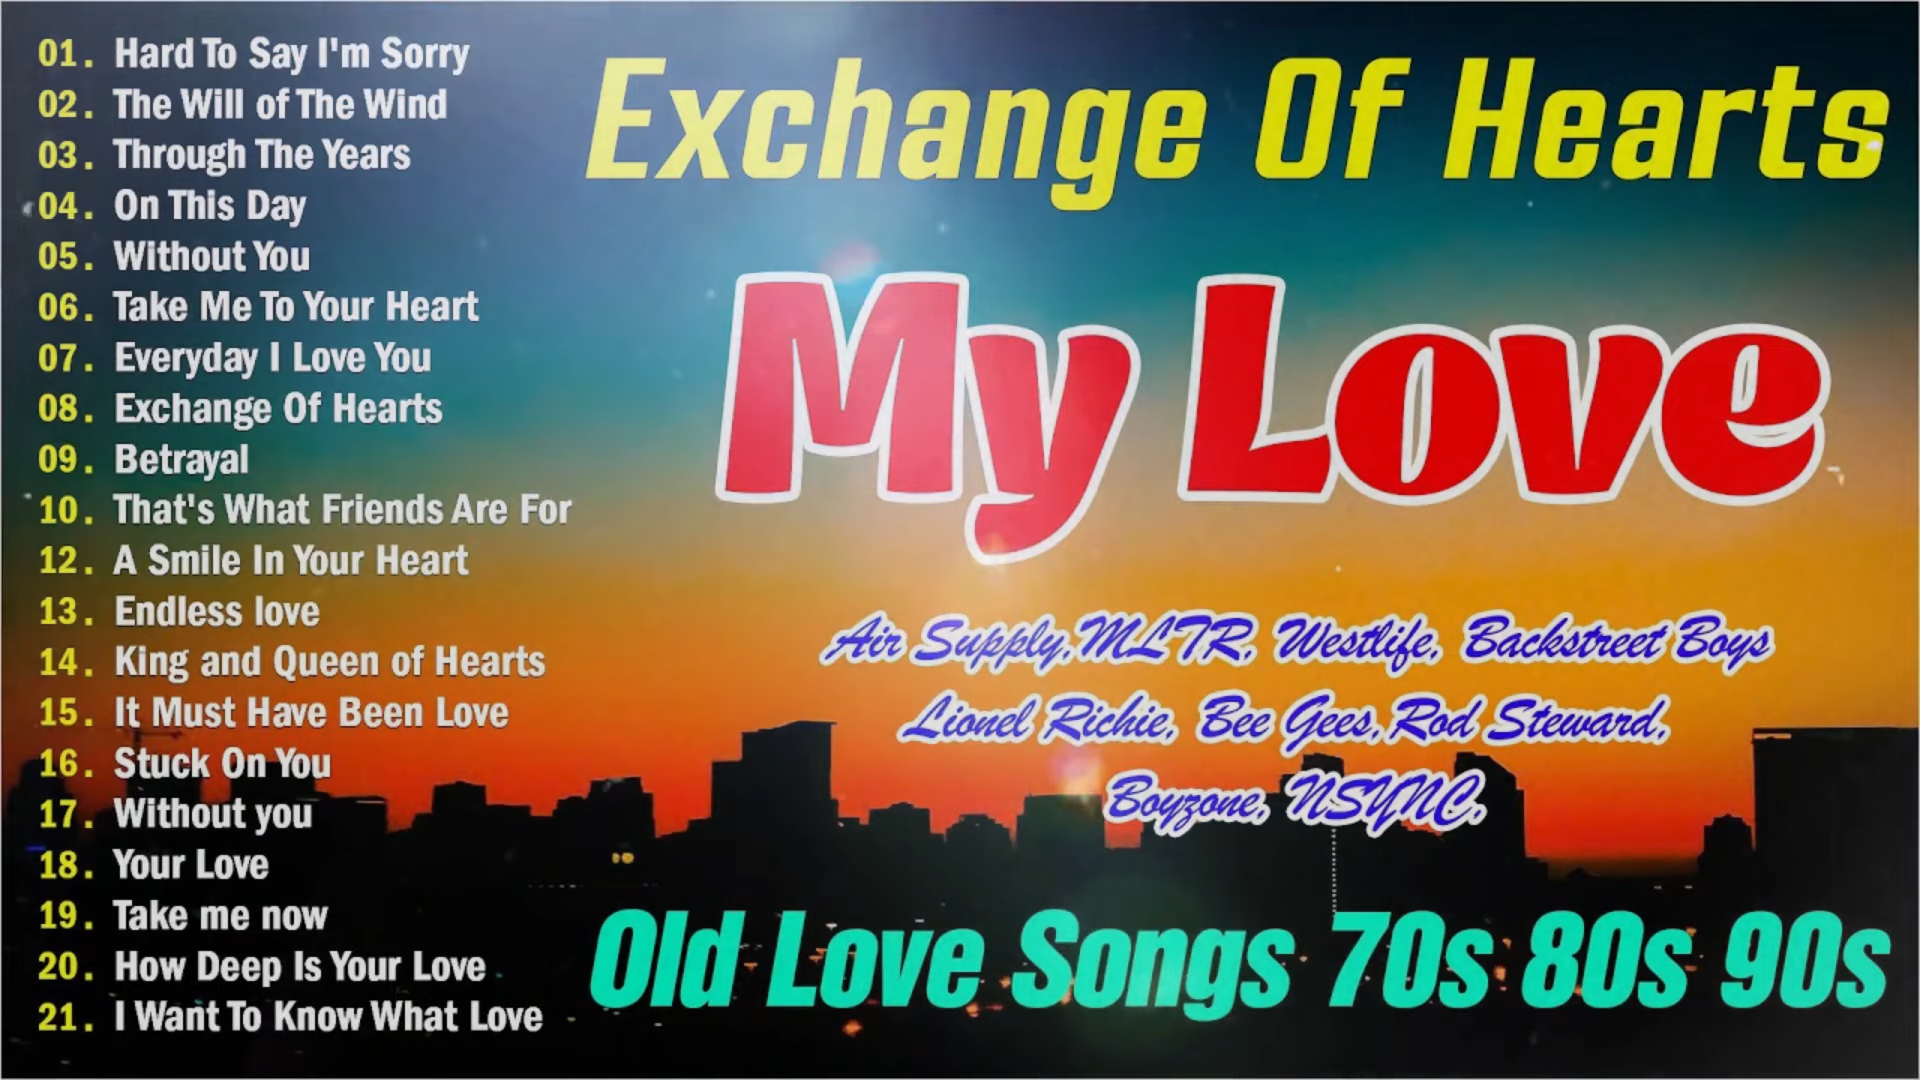 01. Hard To Say I'm Sorry
02. The Will of The Wind
03. Through The Years
04. On This Day
05. Without You
06. Take Me To Your Heart
07. Everyday I Love You
08. Exchange Of Hearts
09. Betrayal
10. That's What Friends Are For
12. A Smile In Your Heart
13. Endless love
14. King and Queen of Hearts
15. It Must Have Been Love
16. Stuck On You
17. Without you
18. Your Love
19. Take me now
20. How Deep Is Your Love
21. I Want To Know What Love
Exchange Of Hearts
My Love
Air Supply,MLTR, Westlife, Backstreet Boys
Lionel Richie, Bee Gees,Rod Steward,
Boyzone, NSYNC,
Old Love Songs 70s 80s 90s